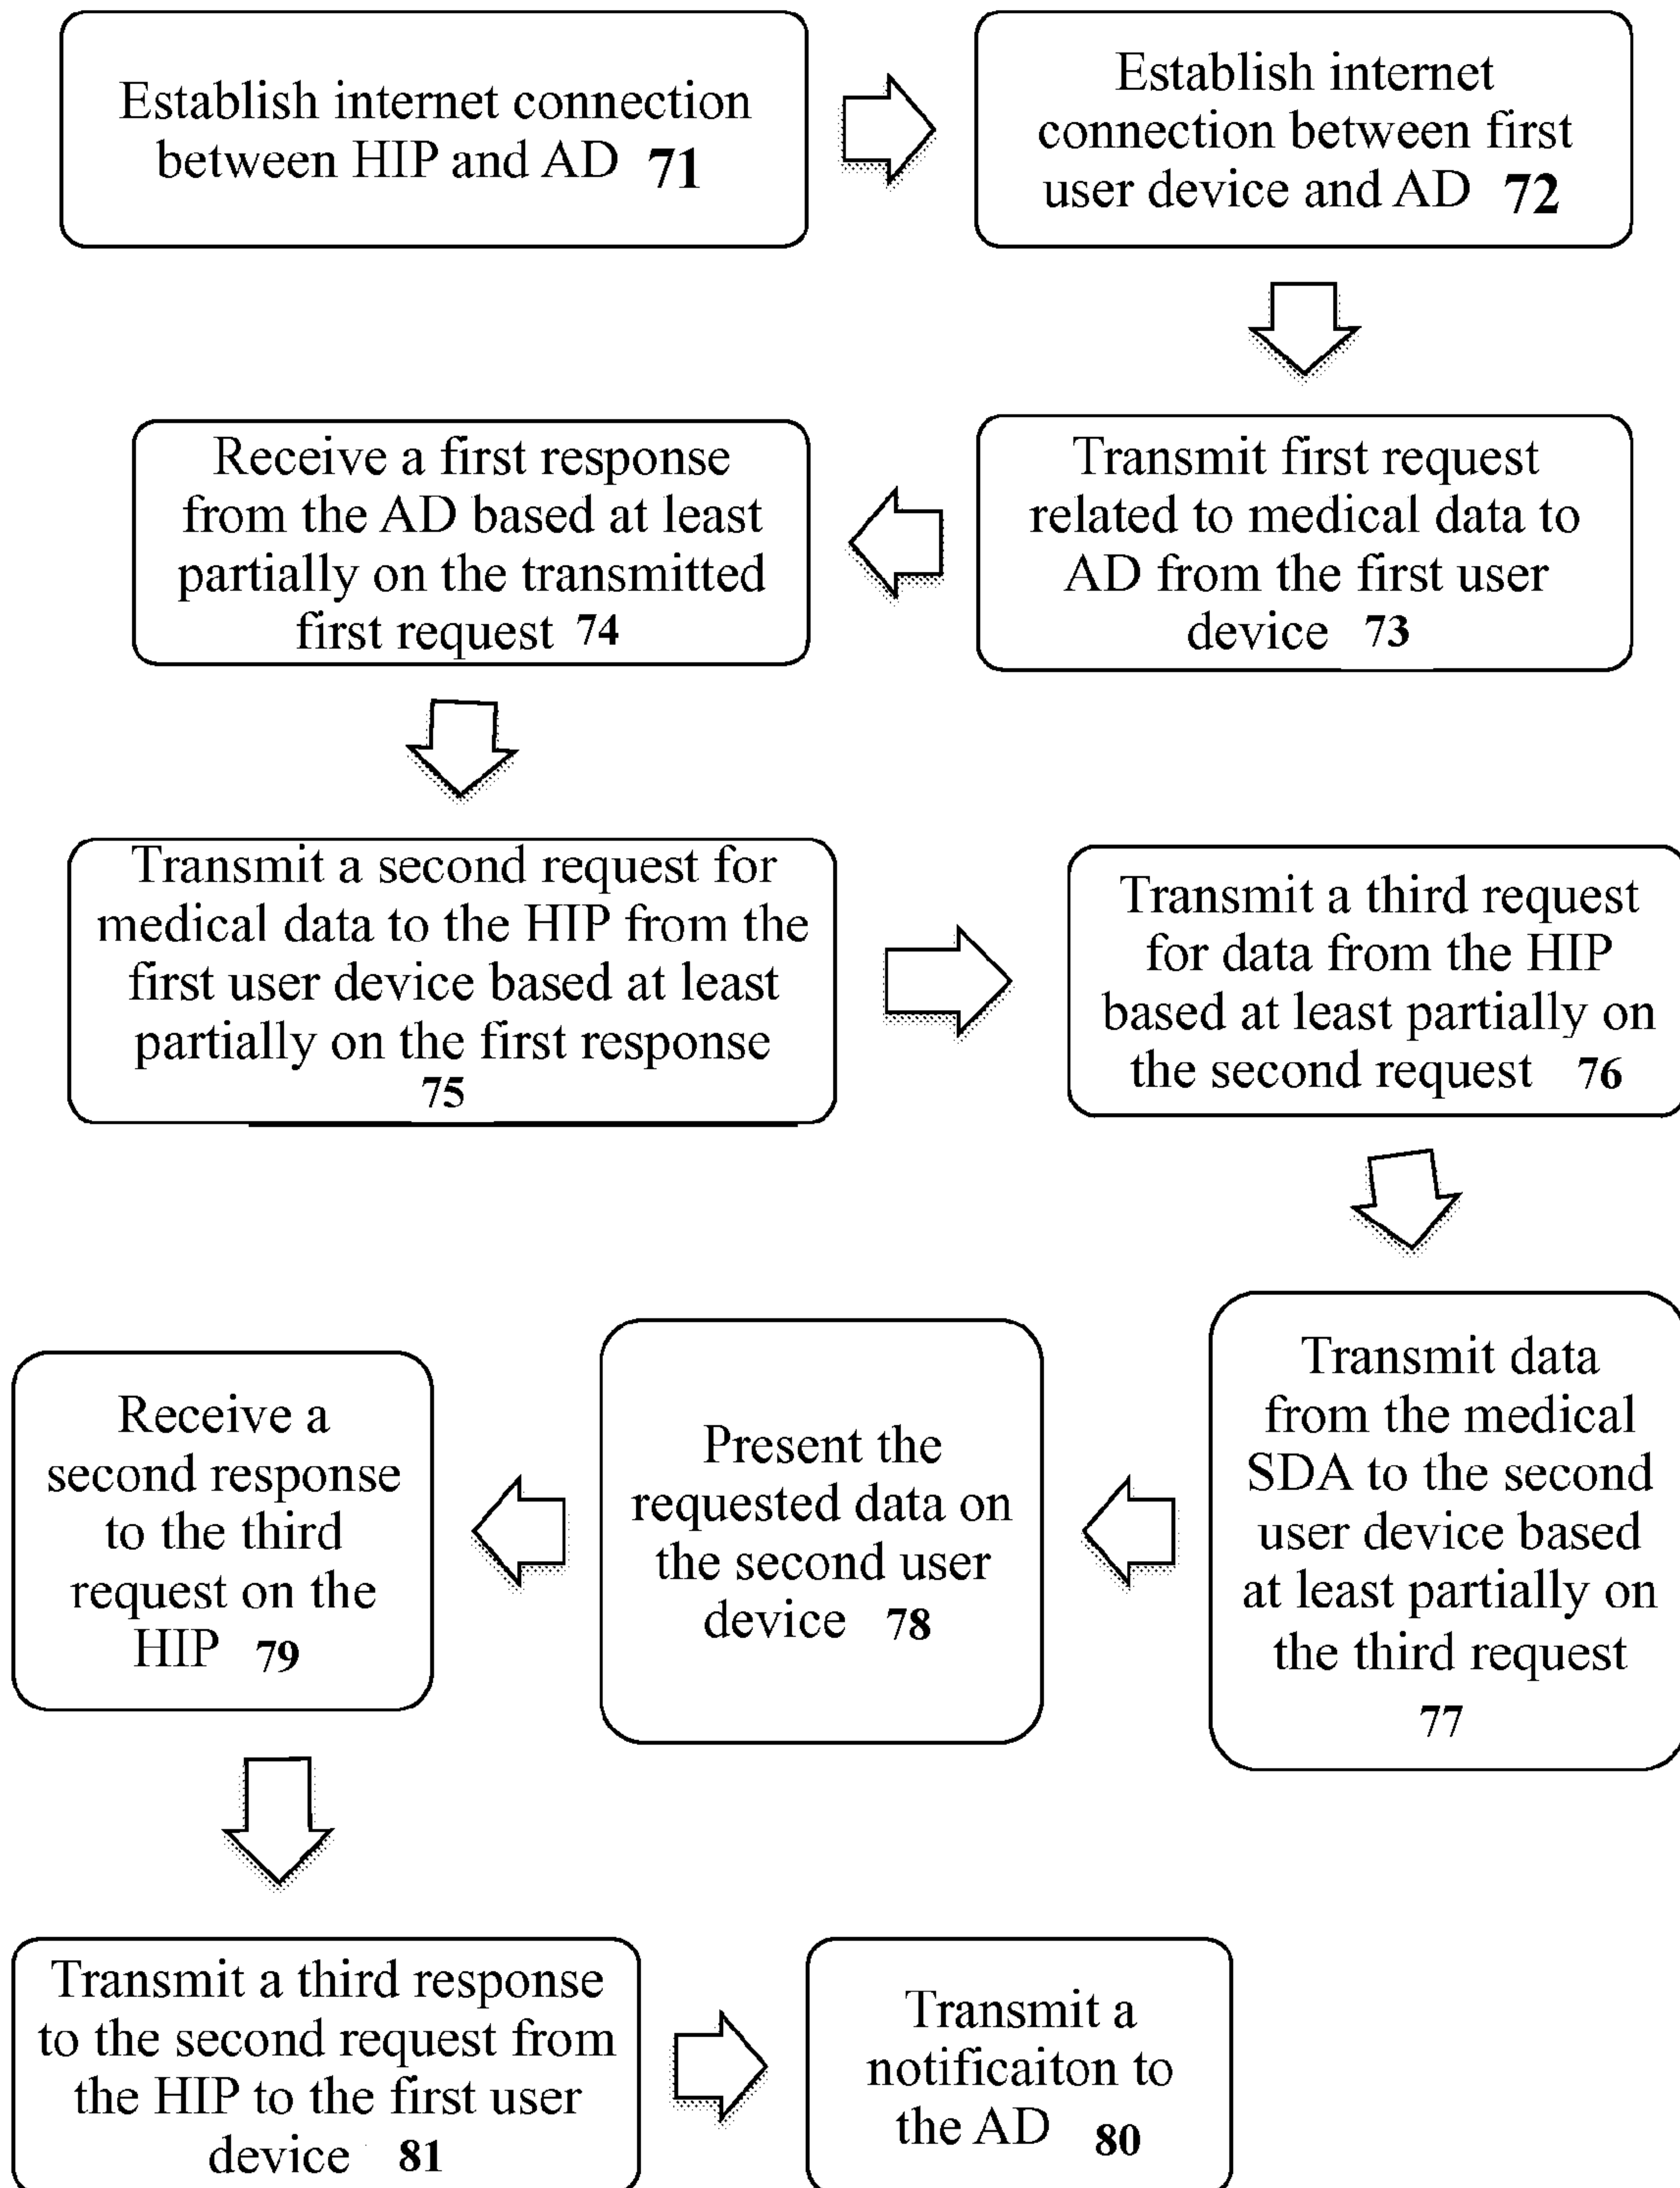 Establish internet connection
between HIP and AD 71
Establish internet
connection between first
user device and AD 72
Transmit first request
related to medical data to
AD from the first user
device 73
Receive a first response
from the AD based at least
partially on the transmitted
first request 74
Transmit a second request for
medical data to the HIP from the
first user device based at least
partially on the first response
75
Transmit a third request
for data from the HIP
based at least partially on
the second request 76
Transmit data
from the medical
SDA to the second
user device based
at least partially on
the third request
77
Present the
requested data on
the second user
device 78
Receive a
second response
to the third
request on the
HIP 79
Transmit a third response
to the second request from
the HIP to the first user
device 81
Transmit a
notificaiton to
the AD 80